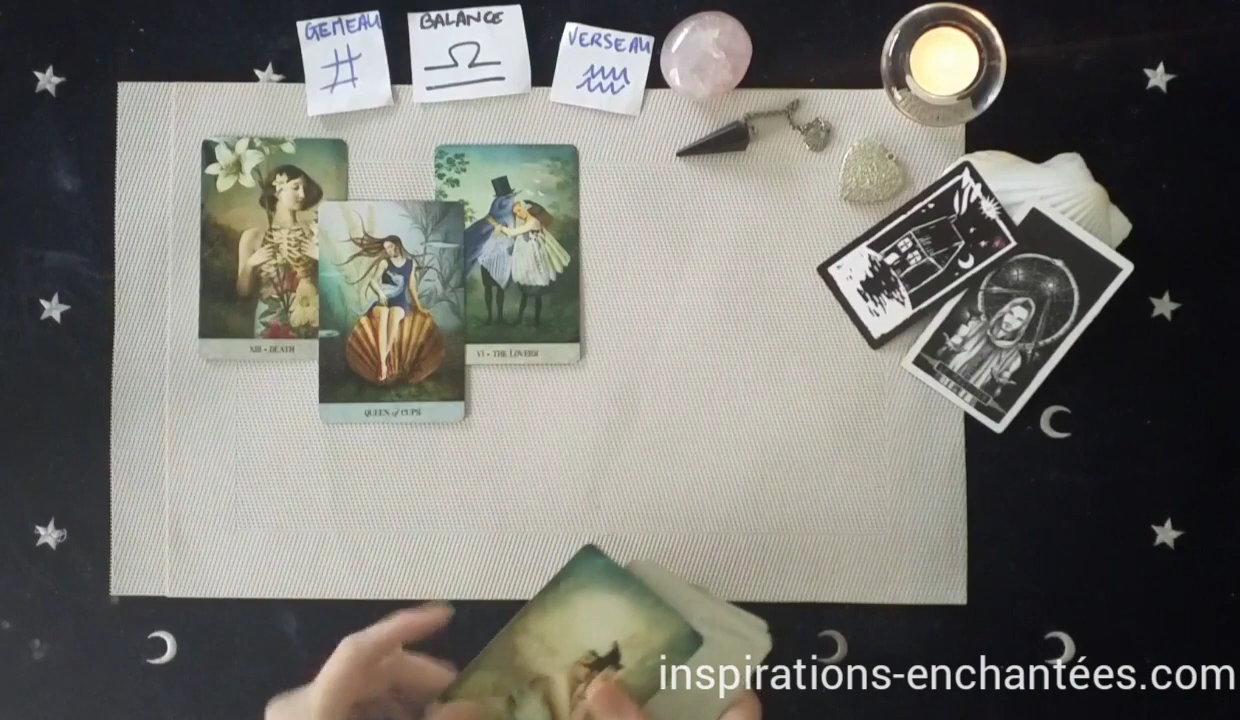 GEMEAU
BALANCE
VERSEAU
XIII • DEATH
VI • THE LOVERS
QUEEN of CUPS
inspirations-enchantées.com